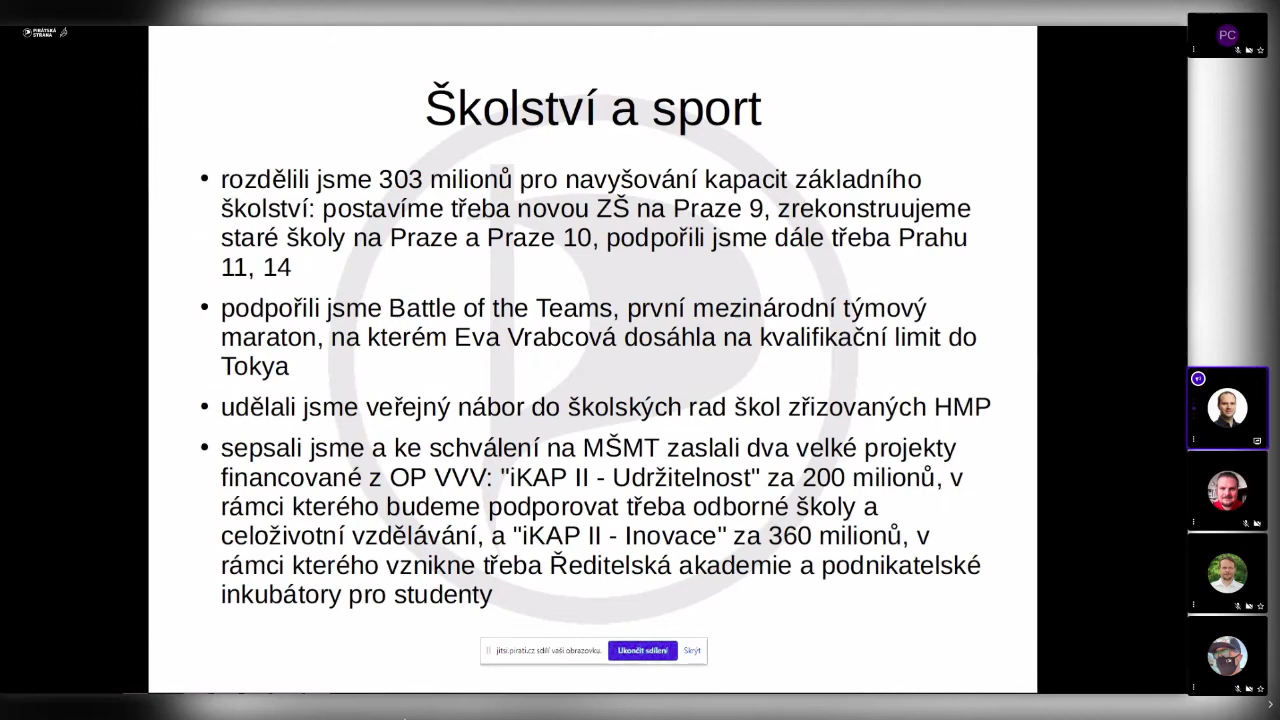 PIRÁTSKÁ
STRANA
PC
Školství a sport
• rozdělili jsme 303 milionů pro navyšování kapacit základního
školství: postavíme třeba novou ZŠ na Praze 9, zrekonstruujeme
staré školy na Praze a Praze 10, podpořili jsme dále třeba Prahu
11, 14
• podpořili jsme Battle of the Teams, první mezinárodní týmový
maraton, na kterém Eva Vrabcová dosáhla na kvalifikační limit do
Tokya
• udělali jsme veřejný nábor do školských rad škol zřizovaných HMP
• sepsali jsme a ke schválení na MŠMT zaslali dva velké projekty
financované z OP VVV: "iKAP II - Udržitelnost" za 200 milionů, v
rámci kterého budeme podporovat třeba odborné školy a
celoživotní vzdělávání, a "iKAP II - Inovace" za 360 milionů, v
rámci kterého vznikne třeba Ředitelská akademie a podnikatelské
inkubátory pro studenty
jitsi.pirati.cz sdílí vaši obrazovku. Ukončit sdílení Skrýt